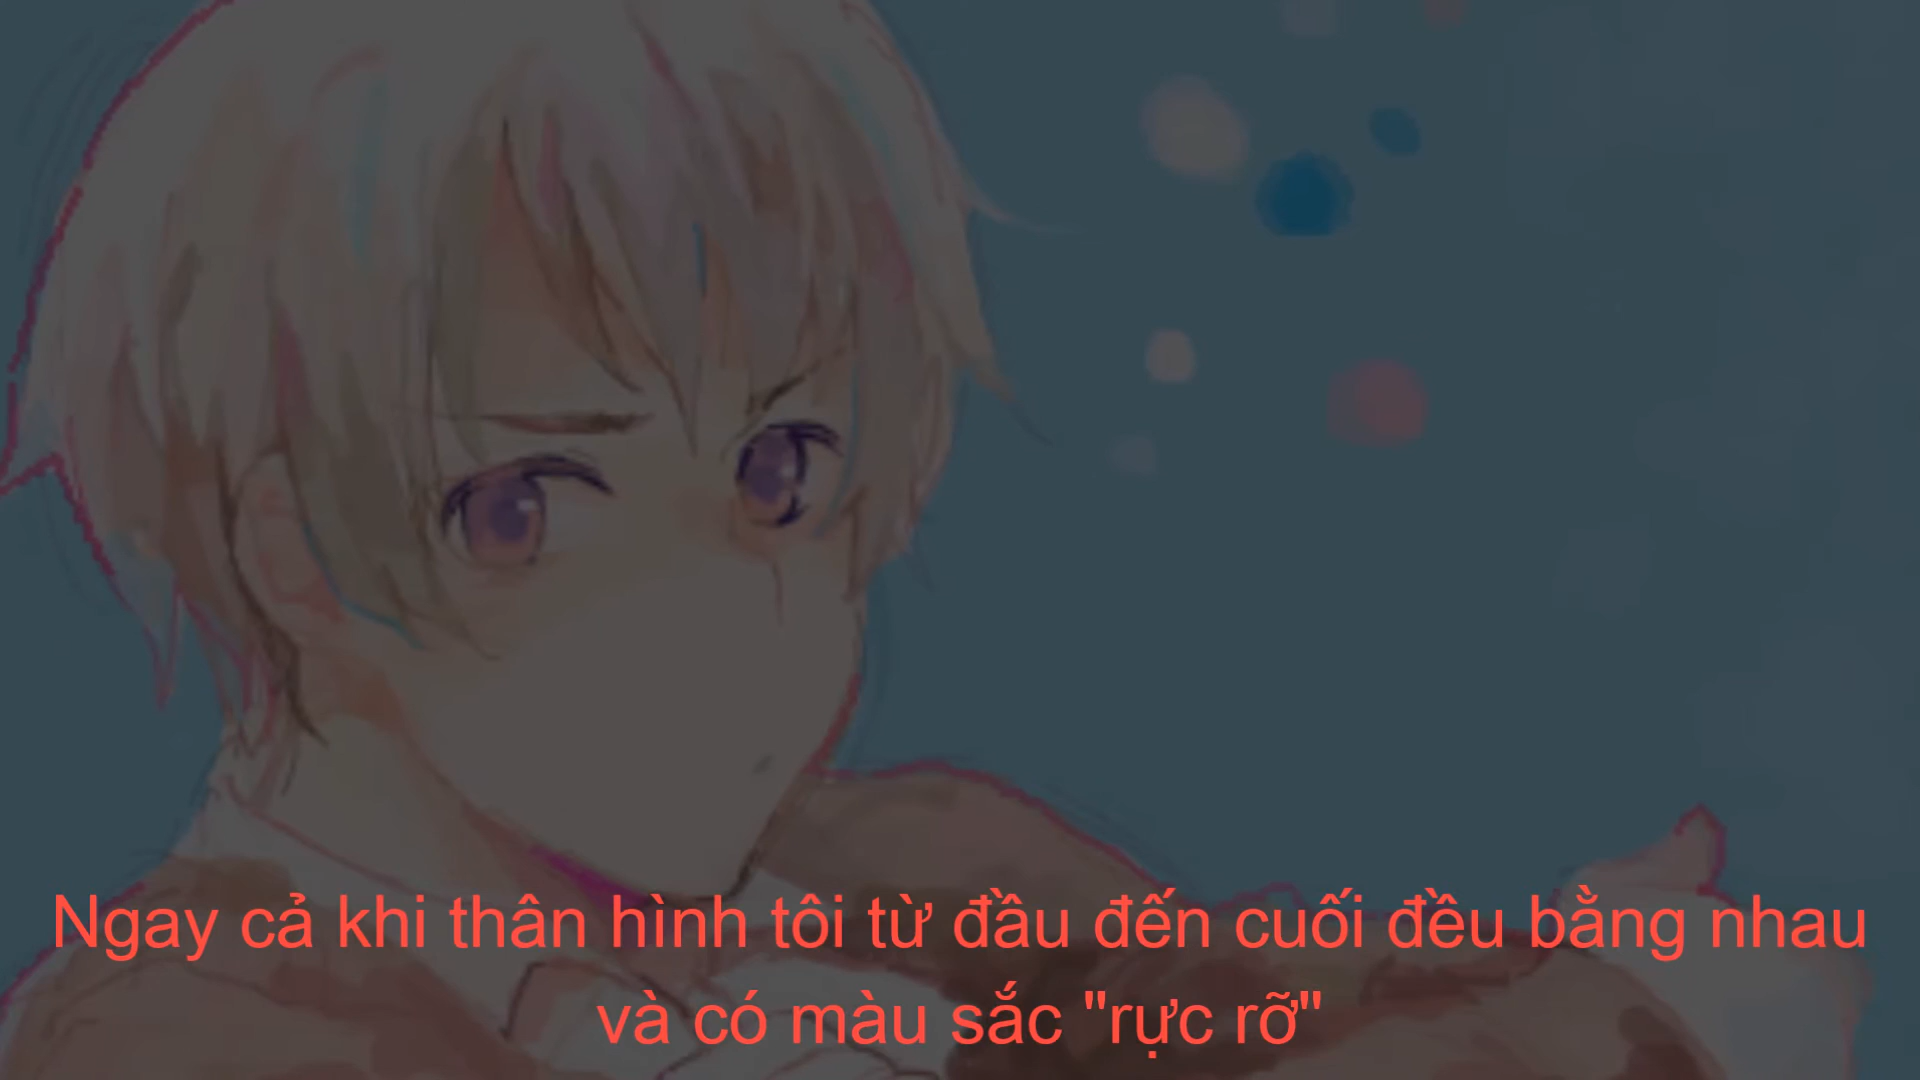 Ngay cả khi thân hình tôi từ đầu đến cuối đều bằng nhau
và có màu sắc "rực rỡ"